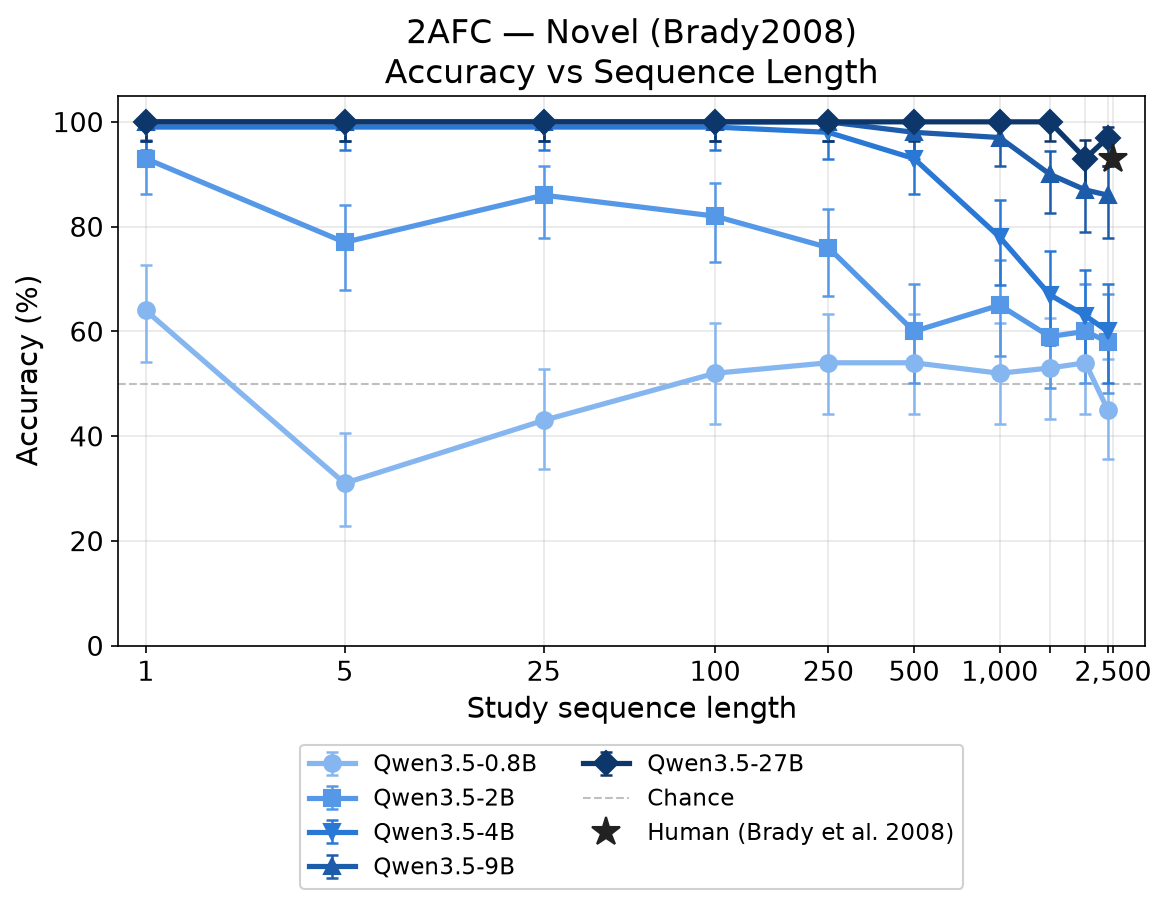 2AFC — Novel (Brady2008)
Accuracy vs Sequence Length
Accuracy (%)
100
80
60
40
20
0
1 5 25 100 250 500 1,000 2,500
Study sequence length
Qwen3.5-0.8B
Qwen3.5-2B
Qwen3.5-4B
Qwen3.5-9B
Qwen3.5-27B
Chance
Human (Brady et al. 2008)